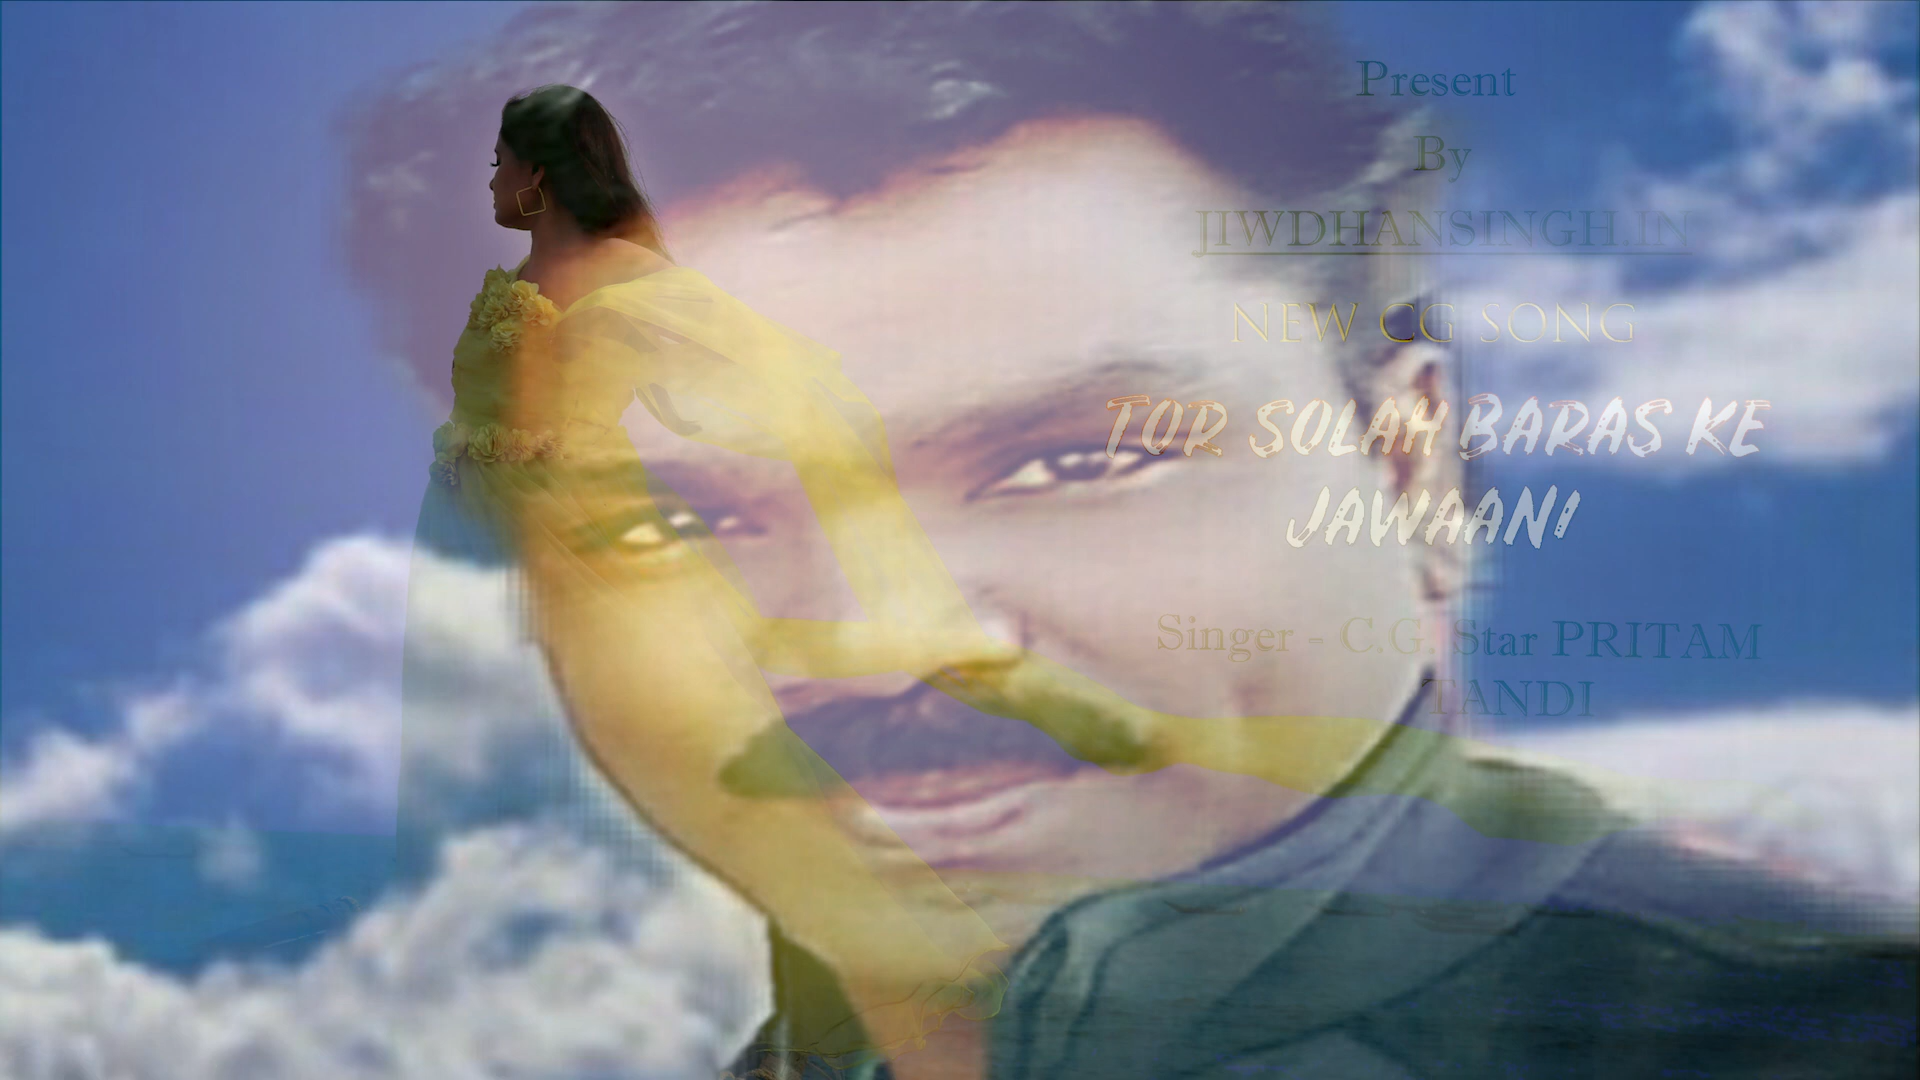 Present
By
JIWDHANSINGH.IN
NEW CG SONG
TOR SOLAH BARAS KE
JAWAANI
Singer - C.G. Star PRITAM
TANDI